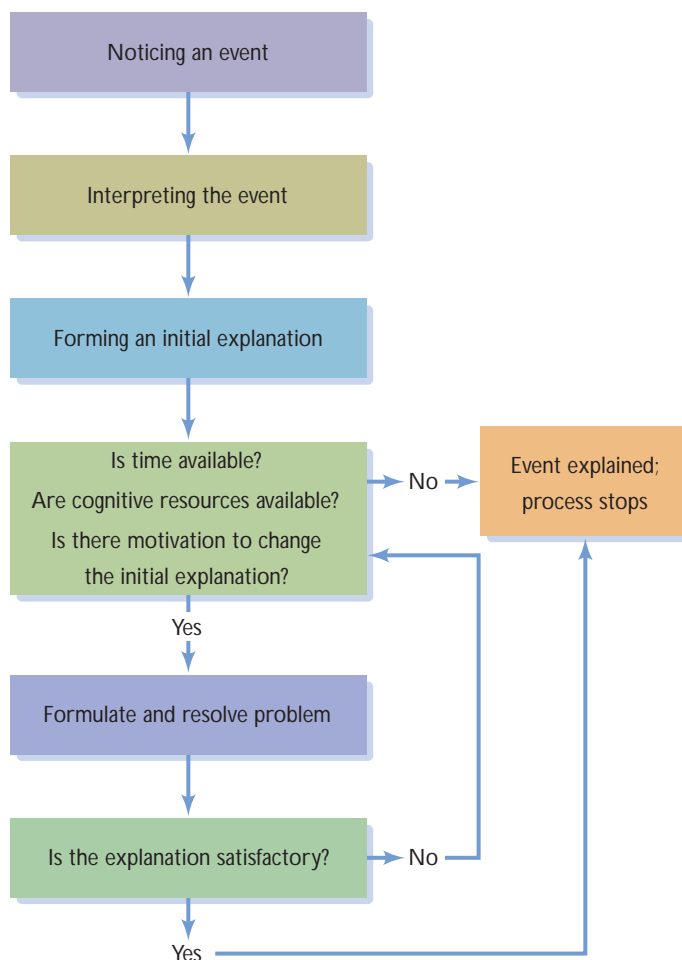 Noticing an event
Interpreting the event
Forming an initial explanation
Is time available?
Are cognitive resources available?
Is there motivation to change
the initial explanation?
No
Event explained;
process stops
Yes
Formulate and resolve problem
Is the explanation satisfactory?
No
Yes